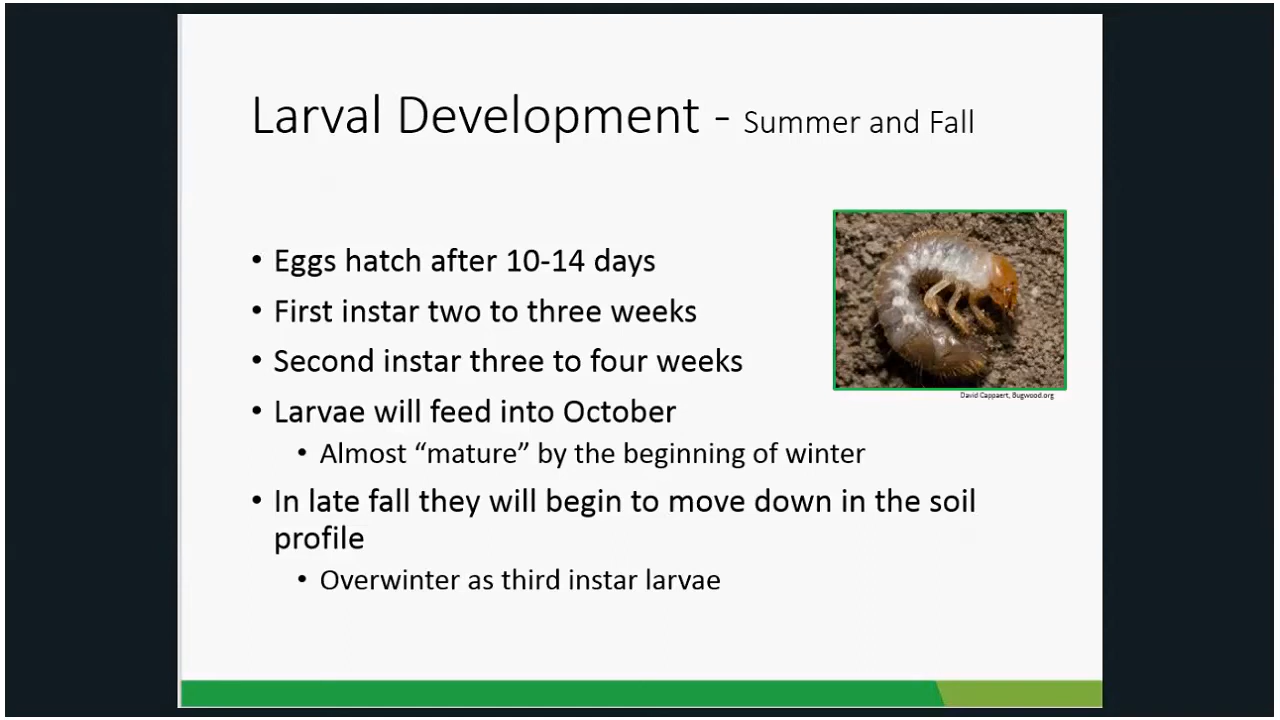 Larval Development - Summer and Fall
• Eggs hatch after 10-14 days
• First instar two to three weeks
• Second instar three to four weeks
• Larvae will feed into October
• Almost “mature” by the beginning of winter
• In late fall they will begin to move down in the soil
profile
• Overwinter as third instar larvae
David Cappaert, Bugwood.org